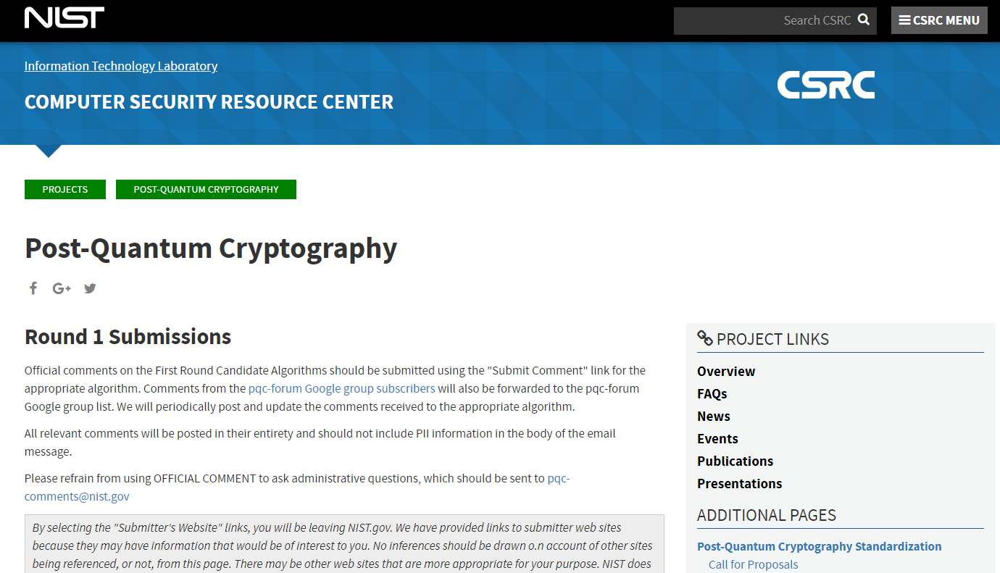 NIST
Search CSRC
CSRC MENU
Information Technology Laboratory
COMPUTER SECURITY RESOURCE CENTER
CSRC
PROJECTS
POST-QUANTUM CRYPTOGRAPHY
Post-Quantum Cryptography
G+
Round 1 Submissions
Official comments on the First Round Candidate Algorithms should be submitted using the "Submit Comment" link for the
appropriate algorithm. Comments from the pqc-forum Google group subscribers will also be forwarded to the pqc-forum
Google group list. We will periodically post and update the comments received to the appropriate algorithm.
All relevant comments will be posted in their entirety and should not include PII information in the body of the email
message.
Please refrain from using OFFICIAL COMMENT to ask administrative questions, which should be sent to pqc-
comments@nist.gov
By selecting the "Submitter's Website" links, you will be leaving NIST.gov. We have provided links to submitter web sites
because they may have information that would be of interest to you. No inferences should be drawn o.n account of other sites
being referenced, or not, from this page. There may be other web sites that are more appropriate for your purpose. NIST does
PROJECT LINKS
Overview
FAQs
News
Events
Publications
Presentations
ADDITIONAL PAGES
Post-Quantum Cryptography Standardization
Call for Proposals